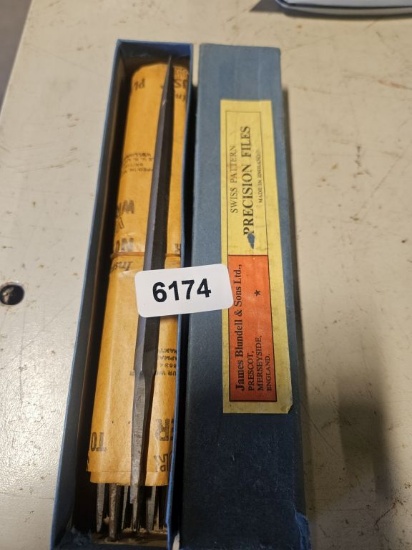 SWISS PATTERN
PRECISION FILES
MADE IN ENGLAND
James Blundell & Sons Ltd.,
PRESCOT,
MERSEYSIDE,
ENGLAND.
6174